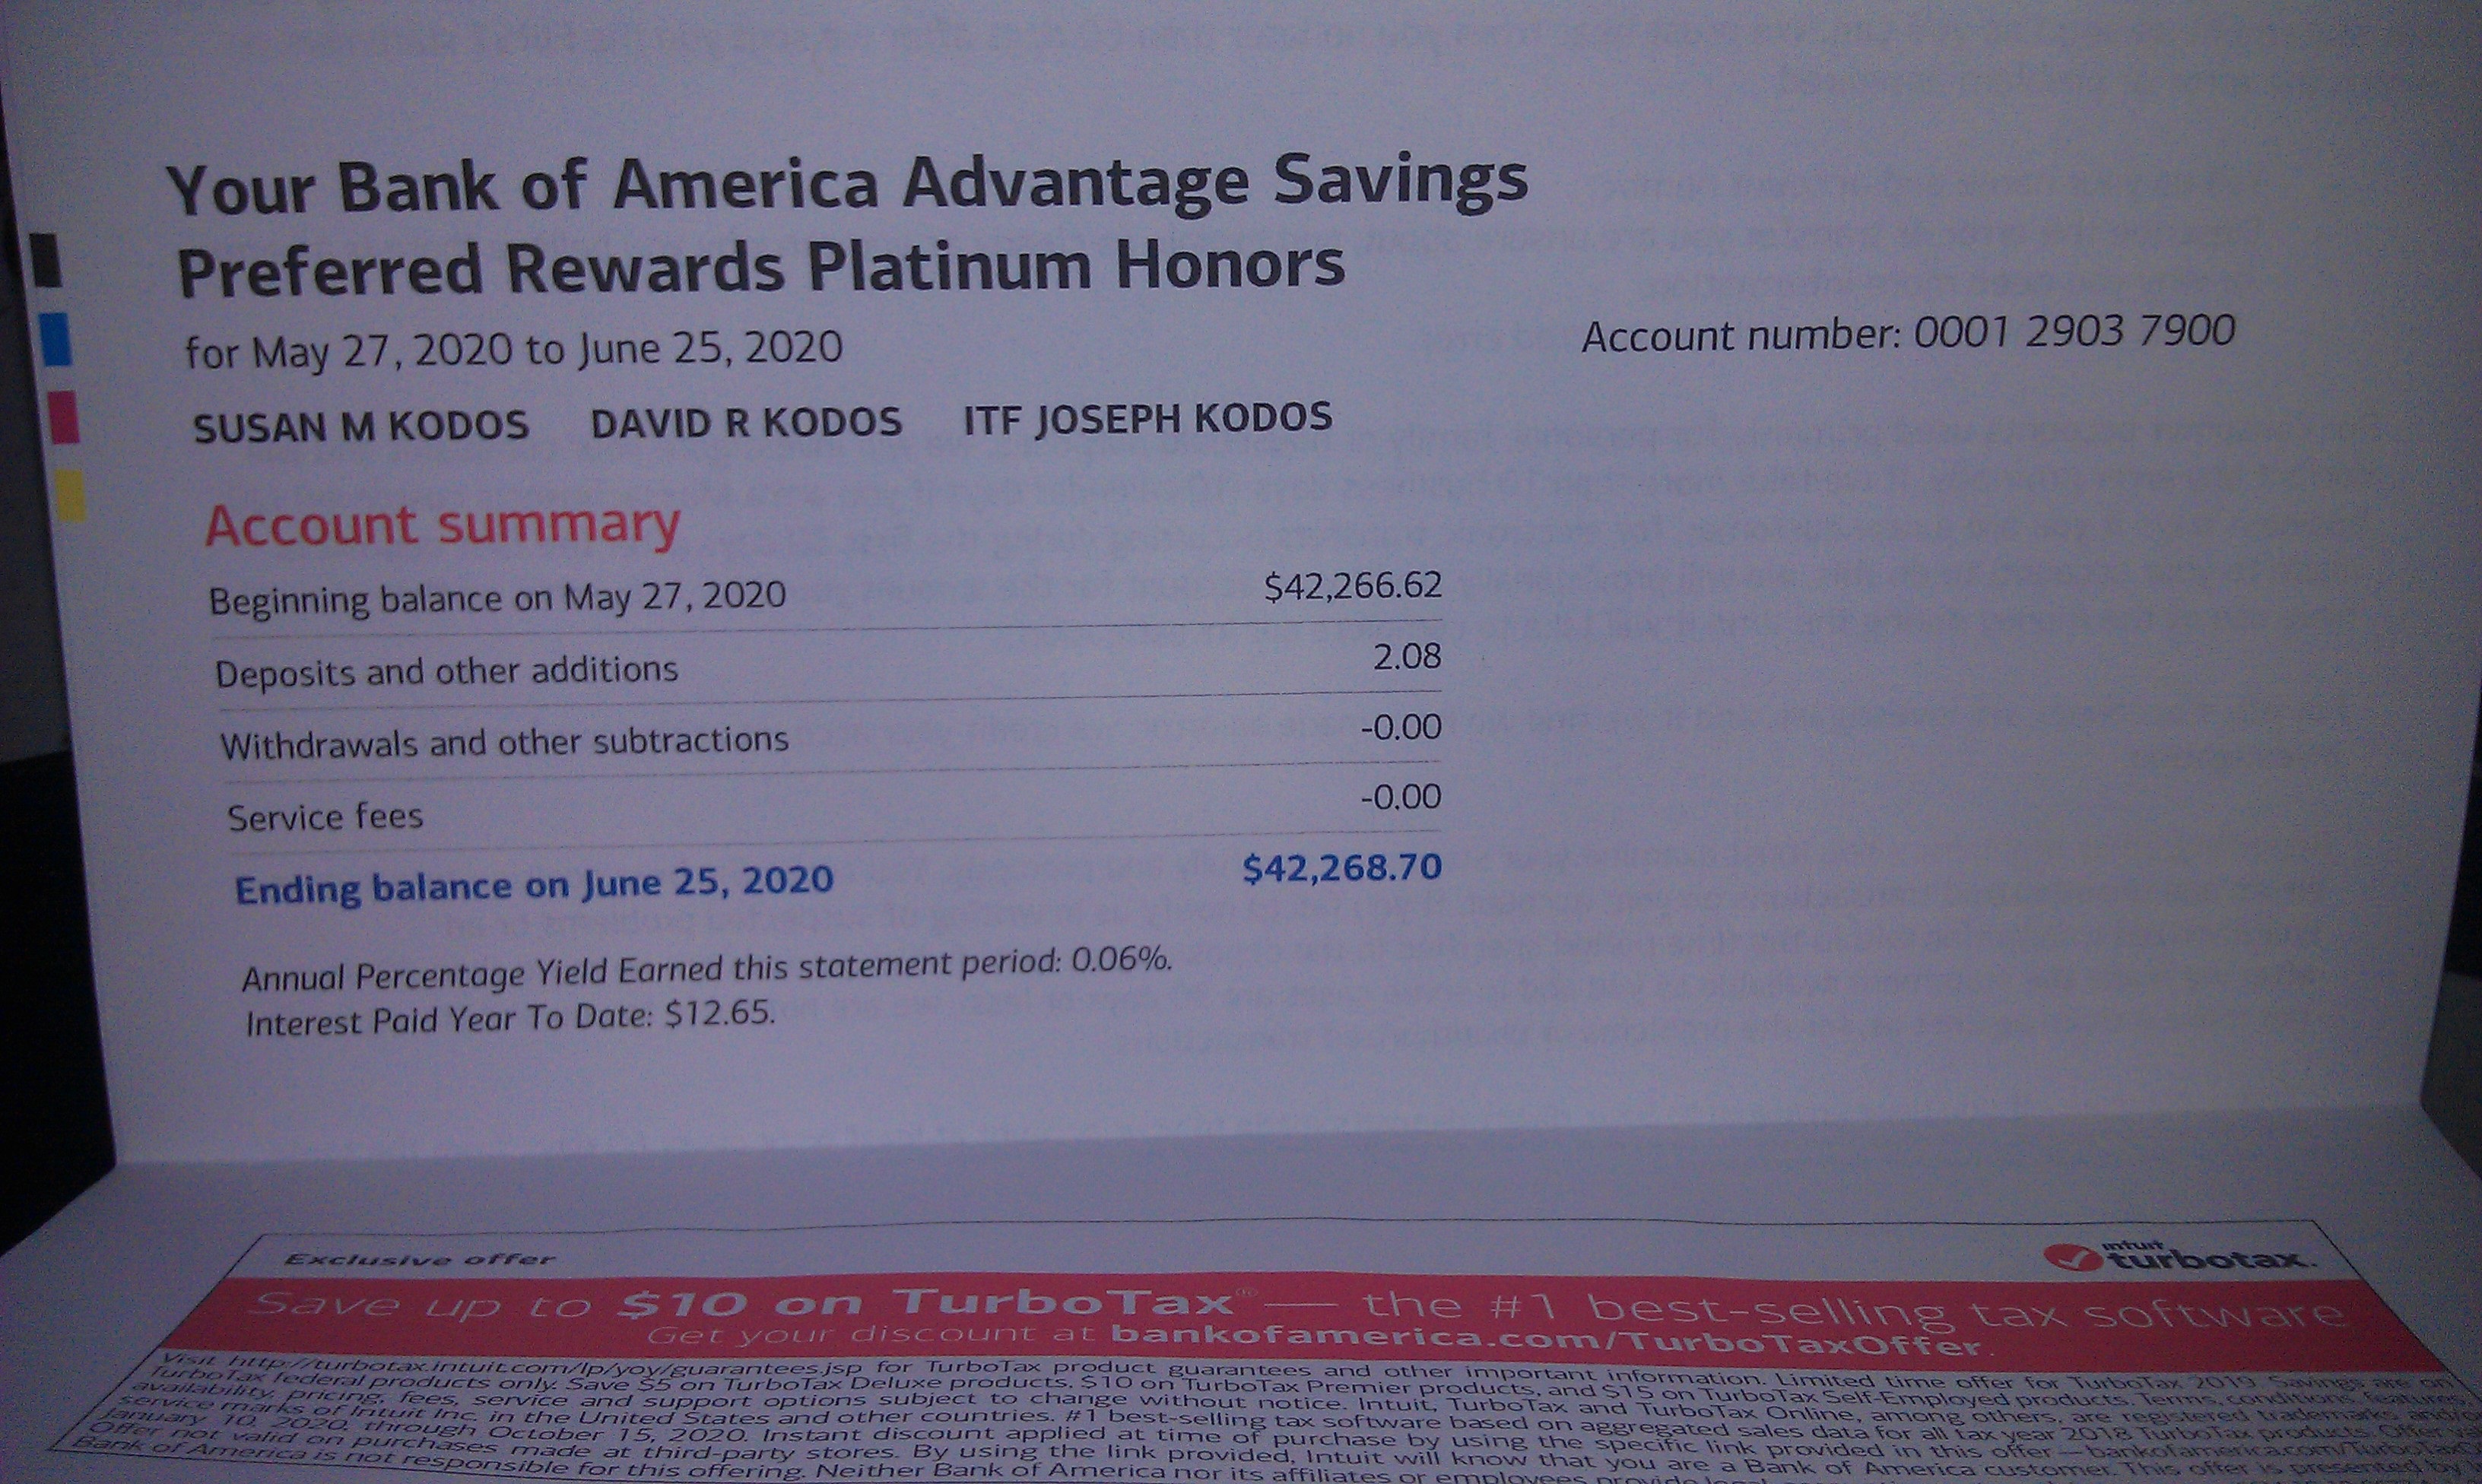 Your Bank of America Advantage Savings
Preferred Rewards Platinum Honors
for May 27, 2020 to June 25, 2020
Account number: 0001 2903 7900
SUSAN M KODOS DAVID R KODOS ITF JOSEPH KODOS
Account summary
Beginning balance on May 27, 2020 $42,266.62
Deposits and other additions 2.08
Withdrawals and other subtractions -0.00
Service fees -0.00
Ending balance on June 25, 2020 $42,268.70
Annual Percentage Yield Earned this statement period: 0.06%.
Interest Paid Year To Date: $12.65.
Exclusive offer
intuit
turbotax.
Save up to $10 on TurboTax® — the #1 best-selling tax software
Get your discount at bankofamerica.com/TurboTaxOffer.
Visit http://turbotax.intuit.com/lp/yoy/guarantees.jsp for TurboTax product guarantees and other important information. Limited time offer for TurboTax 2019. Savings are on
TurboTax federal products only. Save $5 on TurboTax Deluxe products, $10 on TurboTax Premier products, and $15 on TurboTax Self-Employed products. Terms, conditions, features,
availability, pricing, fees, service and support options subject to change without notice. Intuit, TurboTax and TurboTax Online, among others, are registered trademarks and/or
service marks of Intuit Inc. in the United States and other countries. #1 best-selling tax software based on aggregated sales data for all tax year 2018 TurboTax products. Offer
January 10, 2020, through October 15, 2020. Instant discount applied at time of purchase by using the specific link provided in this offer — bankofamerica.com/TurboTax
Offer not valid on purchases made at third-party stores. By using the link provided, Intuit will know that you are a Bank of America customer. This offer is presented by
Bank of America is not responsible for this offering. Neither Bank of America nor its affiliates or employees provide